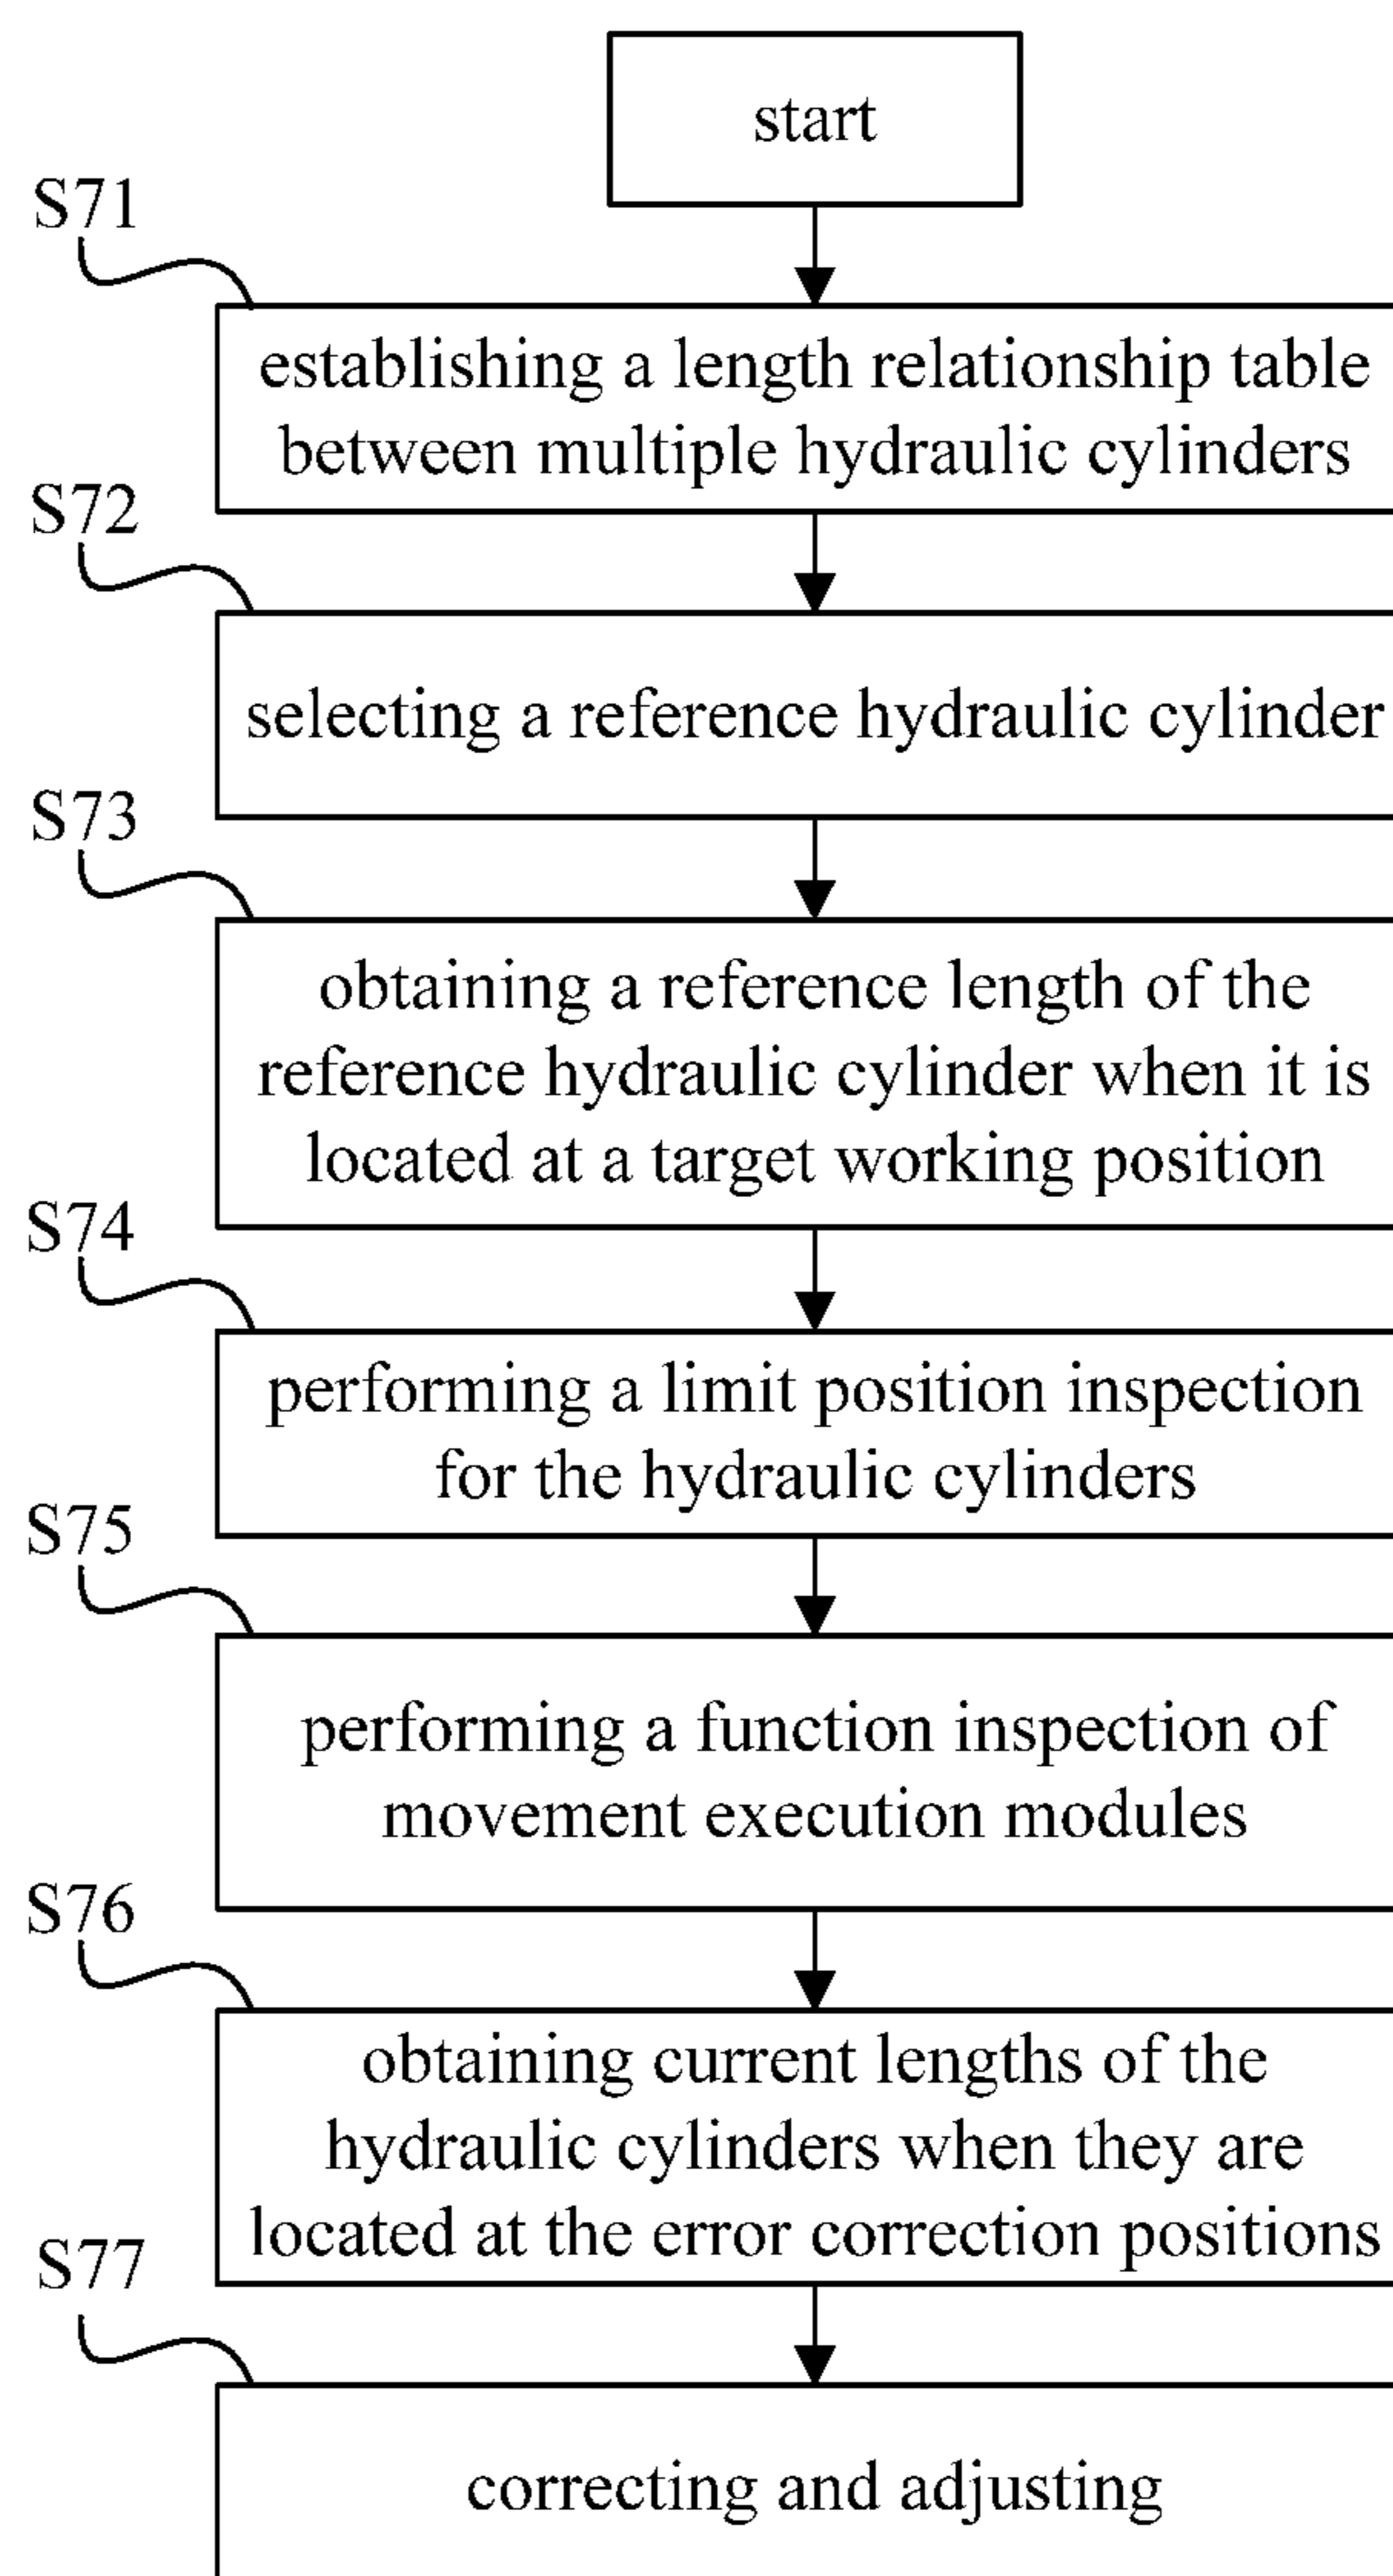 start
S71
establishing a length relationship table
between multiple hydraulic cylinders
S72
selecting a reference hydraulic cylinder
S73
obtaining a reference length of the
reference hydraulic cylinder when it is
located at a target working position
S74
performing a limit position inspection
for the hydraulic cylinders
S75
performing a function inspection of
movement execution modules
S76
obtaining current lengths of the
hydraulic cylinders when they are
located at the error correction positions
S77
correcting and adjusting